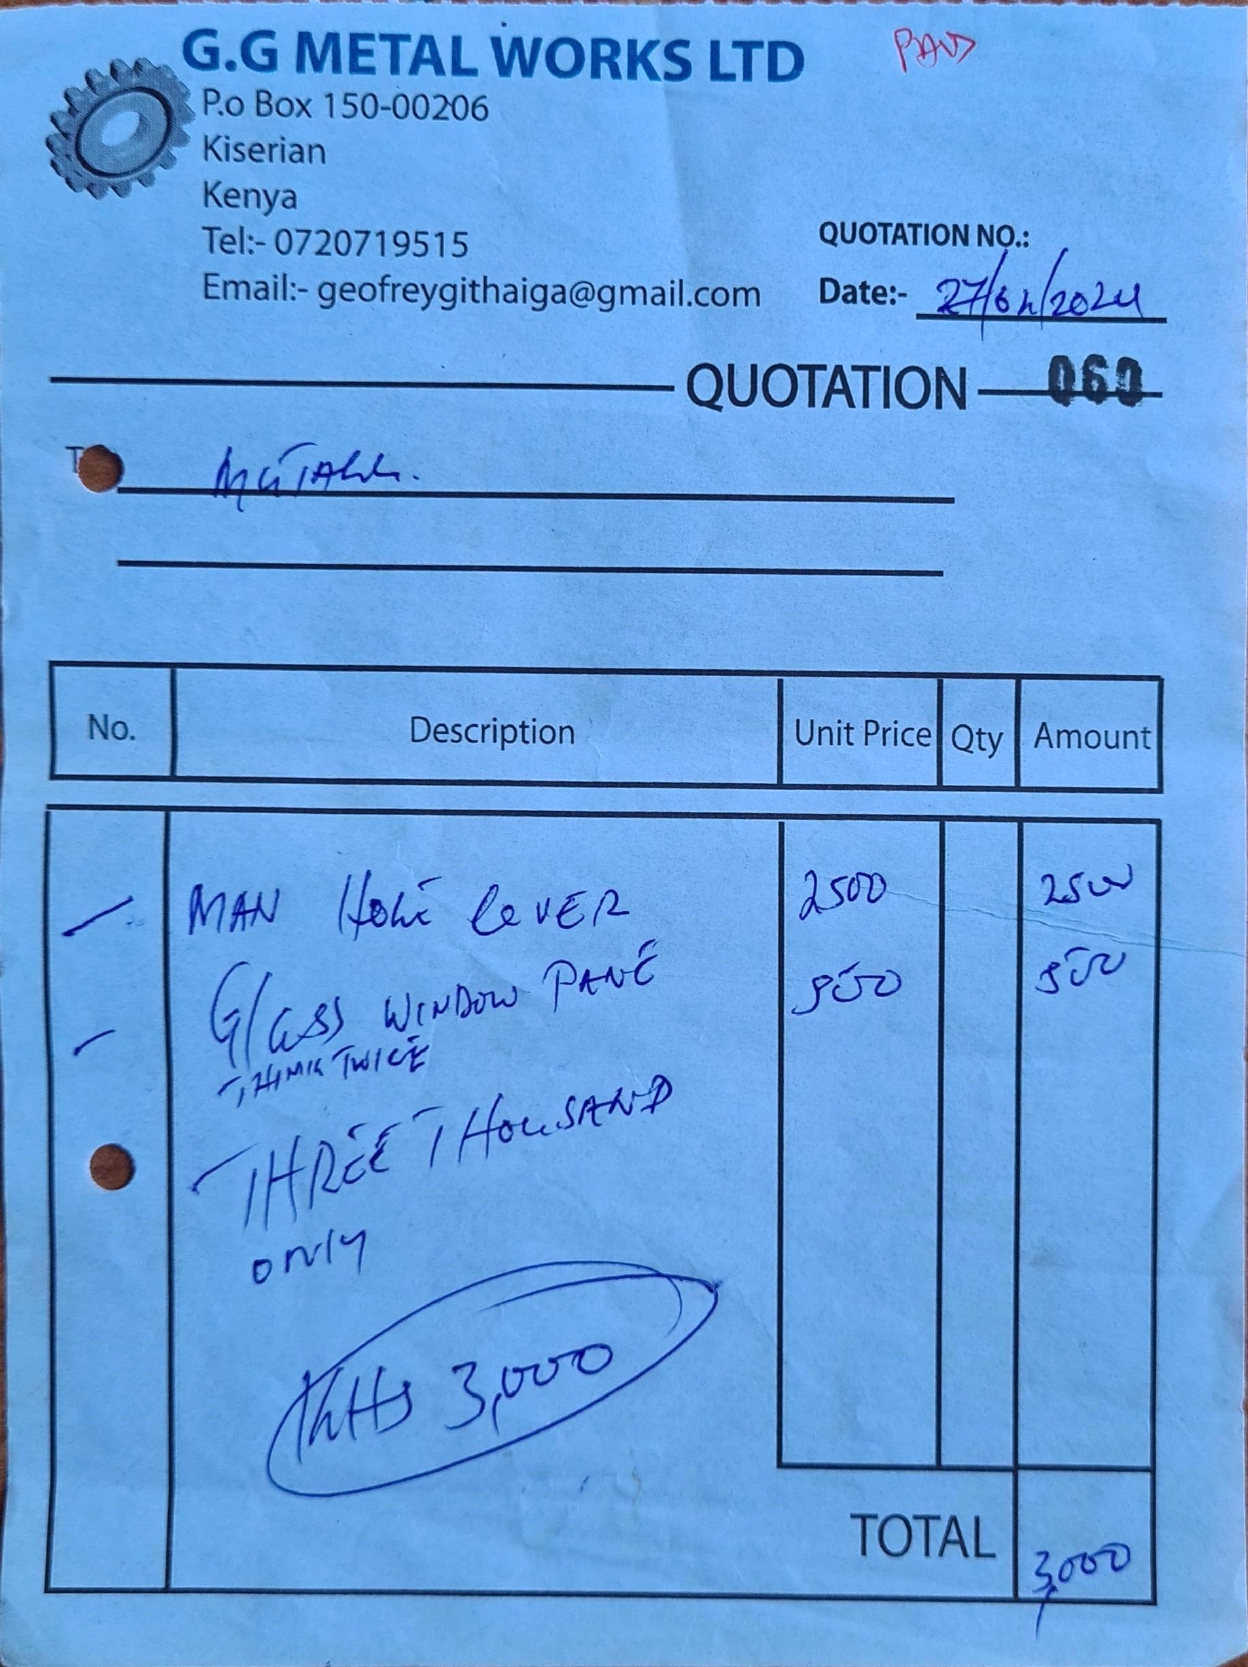 G.G METAL WORKS LTD
PAID
P.o Box 150-00206
Kiserian
Kenya
Tel:- 0720719515
Email:- geofreygithaiga@gmail.com
QUOTATION NO.:
Date:- 27/04/2024
QUOTATION 060
No. Description Unit Price Qty Amount
MAN Hole COVER 2500 2500
Glass WINDOW PANE 500 500
THINK TWICE
THREE THOUSAND
only
KSHS 3,000
TOTAL 3,000